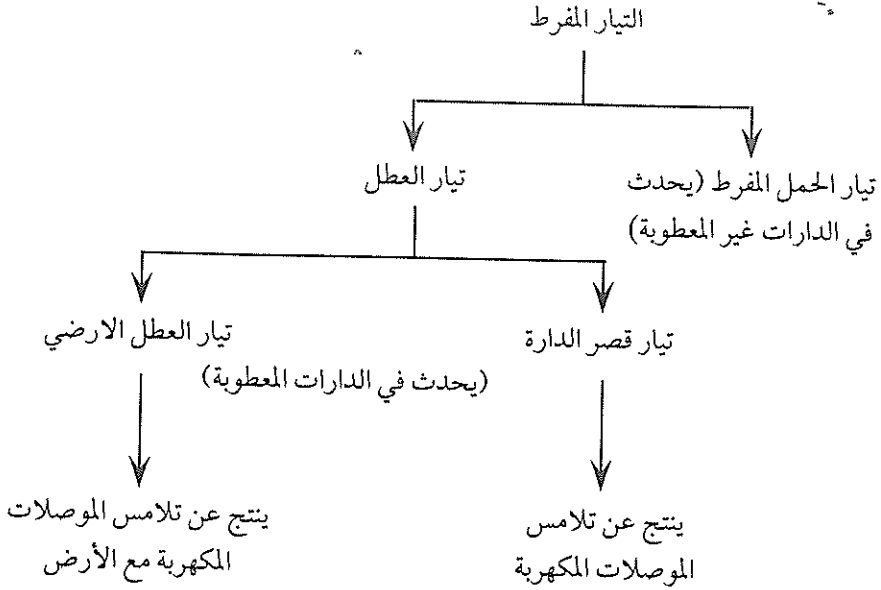 التيار المفرط
تيار الحمل المفرط (يحدث
في الدارات غير المعطوبة)
تيار العطل
تيار قصر الدارة
تيار العطل الارضي
(يحدث في الدارات المعطوبة)
ينتج عن تلامس
الموصلات المكهربة
ينتج عن تلامس الموصلات
المكهربة مع الأرض